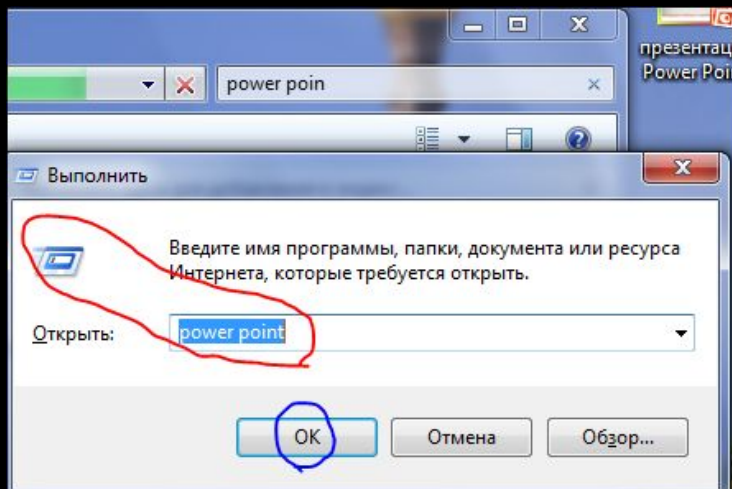 power poin
презентац
Power Poi
Выполнить
Введите имя программы, папки, документа или ресурса
Интернета, которые требуется открыть.
Открыть:
power point
ОК
Отмена
Обзор...